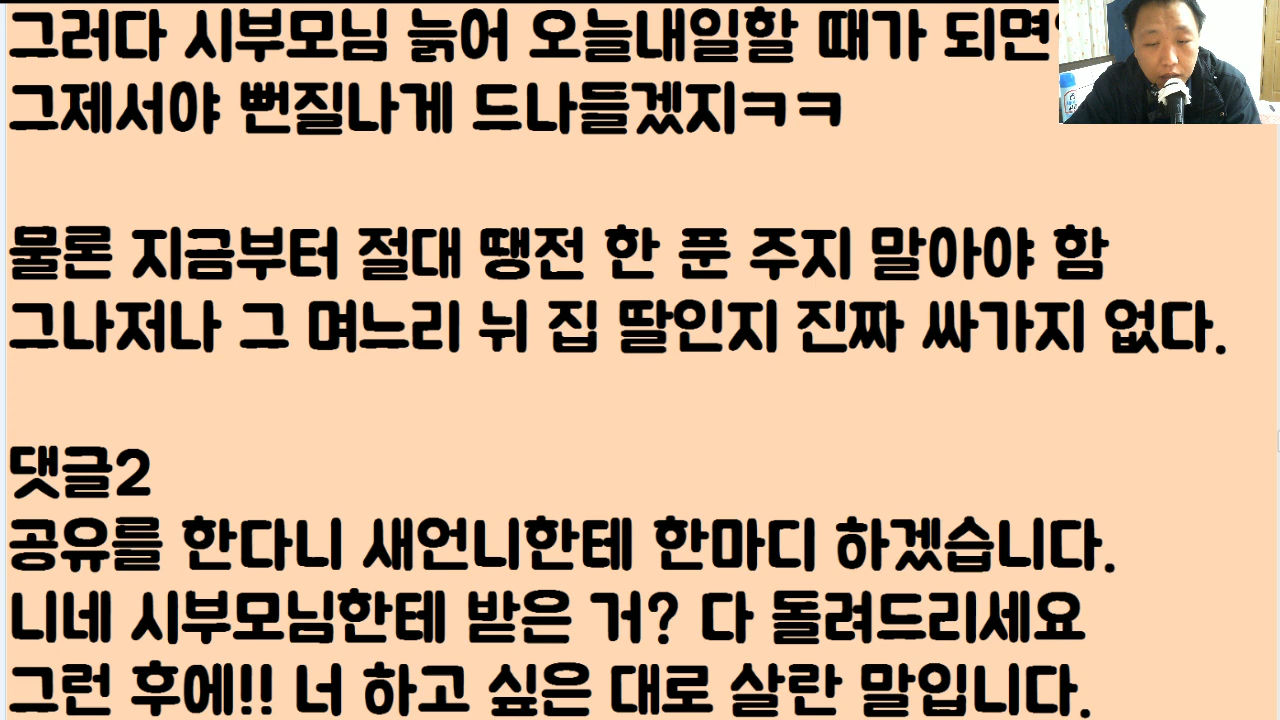 그러다 시부모님 늙어 오늘내일할 때가 되면
그제서야 뻔질나게 드나들겠지ㅋㅋ
물론 지금부터 절대 땡전 한 푼 주지 말아야 함
그나저나 그 며느리 뉘 집 딸인지 진짜 싸가지 없다.
댓글2
공유를 한다니 새언니한테 한마디 하겠습니다.
니네 시부모님한테 받은 거? 다 돌려드리세요
그런 후에!! 너 하고 싶은 대로 살란 말입니다.